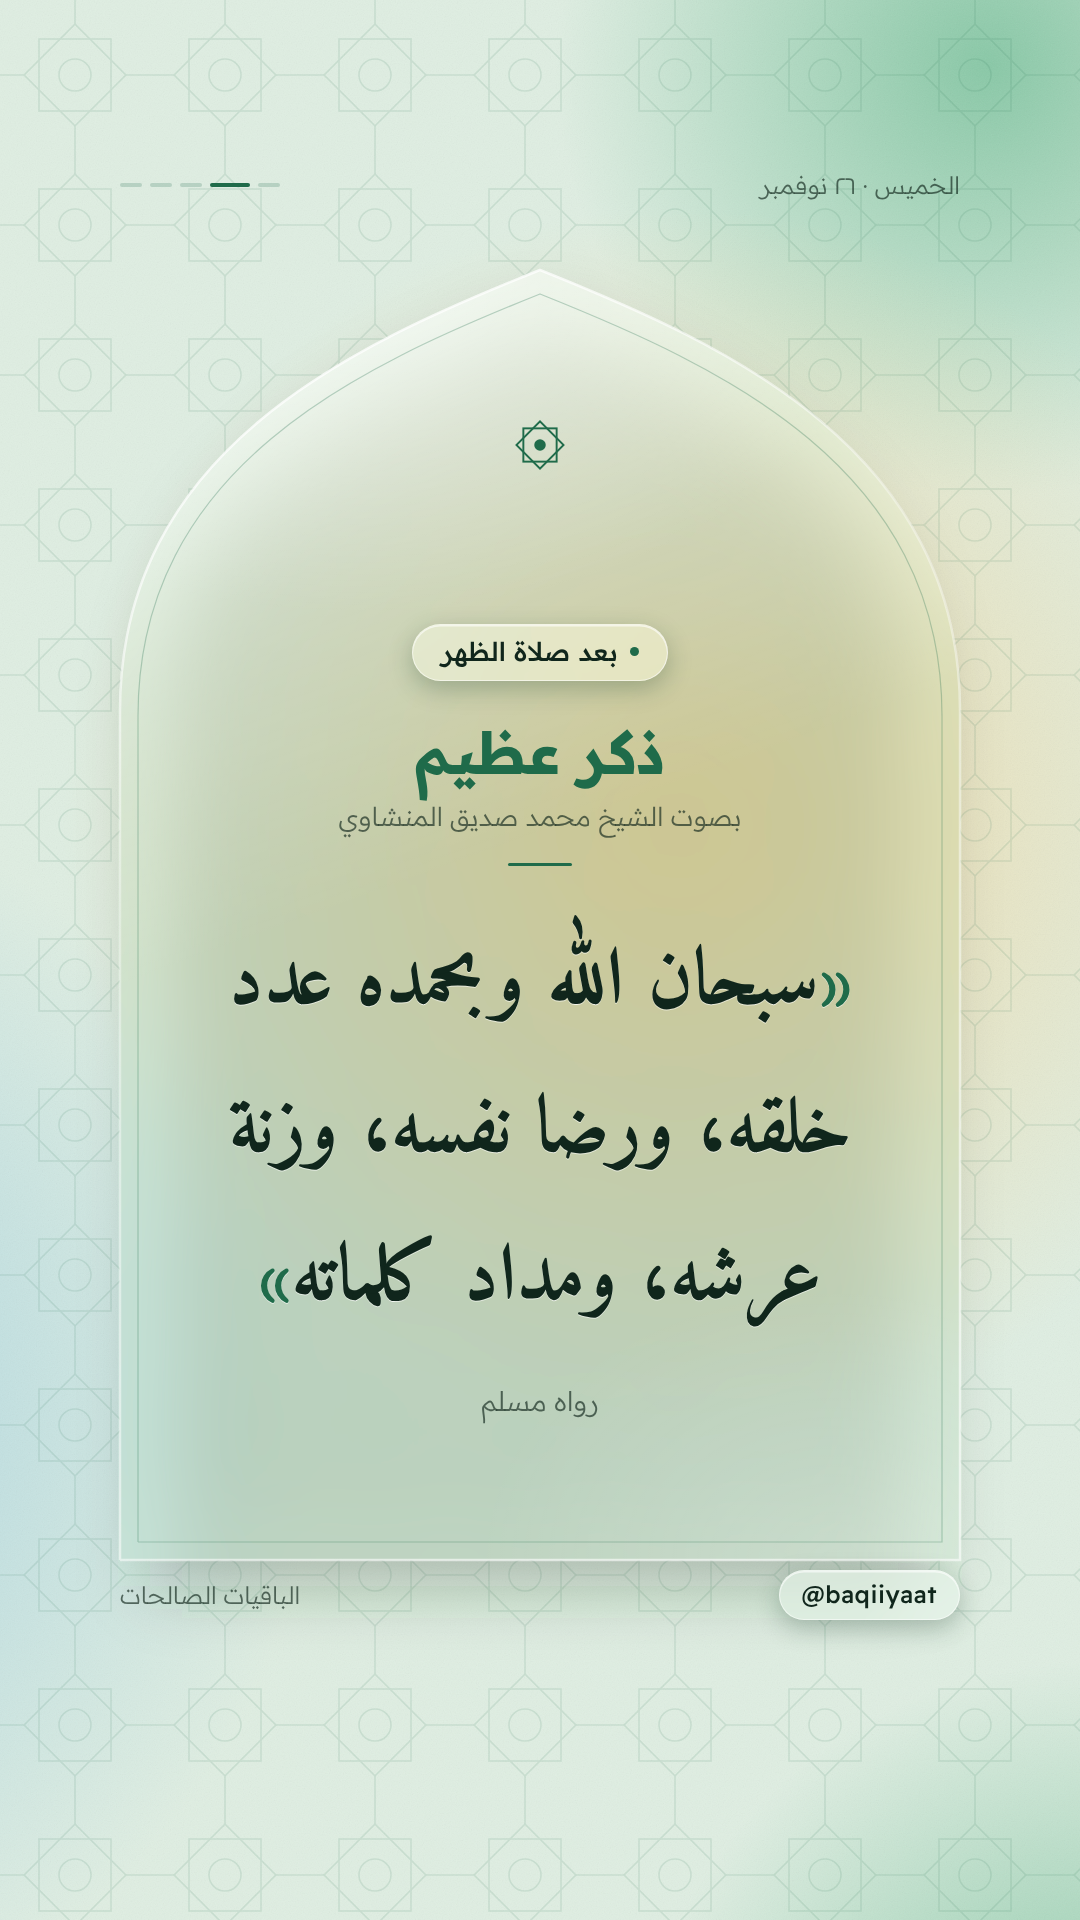 الخميس · ٢٦ نوفمبر
بعد صلاة الظهر
ذكر عظيم
بصوت الشيخ محمد صديق المنشاوي
«سبحان الله وبحمده عدد
خلقه، ورضا نفسه، وزنة
عرشه، ومداد كلماته»
رواه مسلم
@baqiiyaat
الباقيات الصالحات